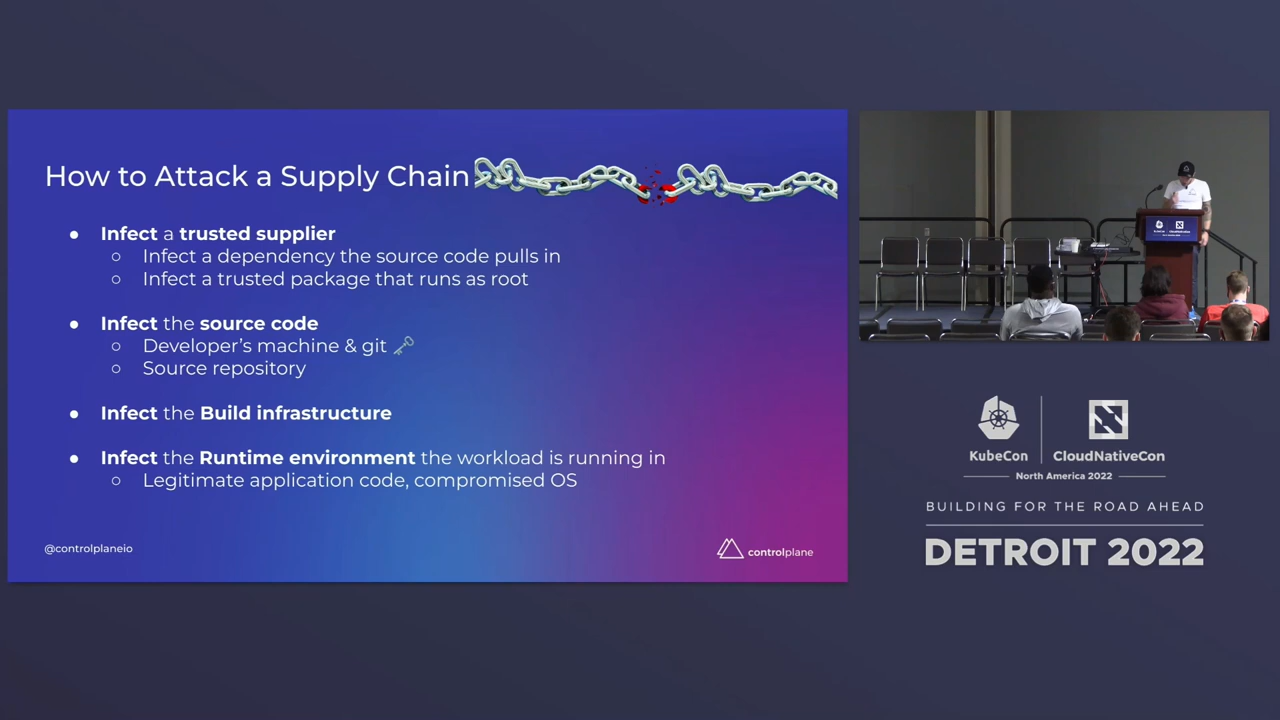 How to Attack a Supply Chain
● Infect a trusted supplier
○ Infect a dependency the source code pulls in
○ Infect a trusted package that runs as root
● Infect the source code
○ Developer’s machine & git
○ Source repository
● Infect the Build infrastructure
● Infect the Runtime environment the workload is running in
○ Legitimate application code, compromised OS
@controlplaneio
controlplane
KubeCon
CloudNativeCon
North America 2022
BUILDING FOR THE ROAD AHEAD
DETROIT 2022